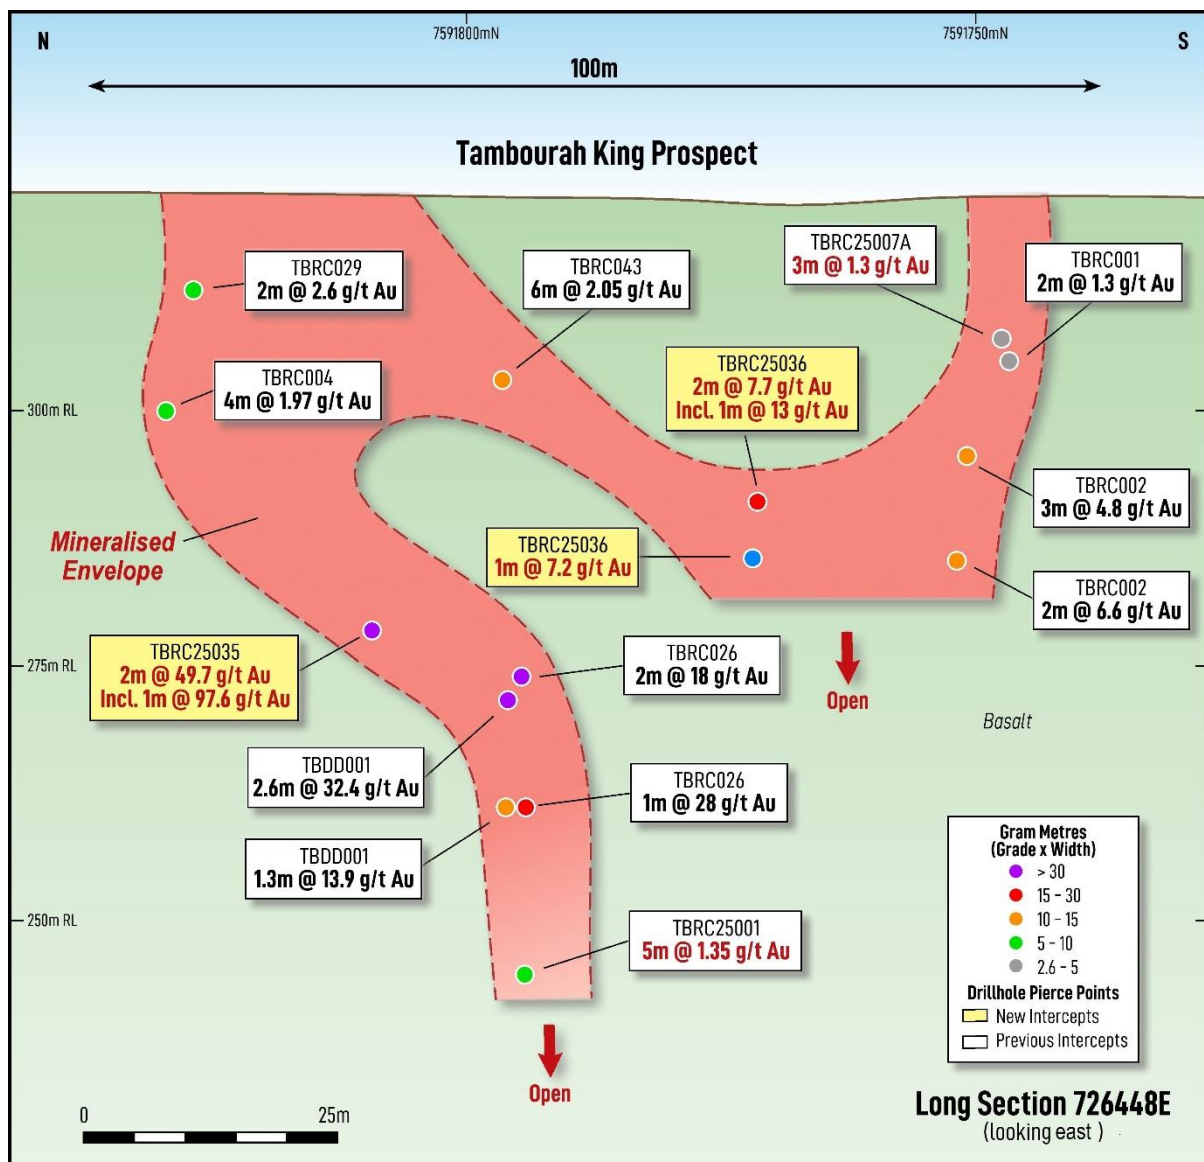 N
7591800mN
7591750mN
S
100m
Tambourah King Prospect
TBRC029
2m @ 2.6 g/t Au
TBRC043
6m @ 2.05 g/t Au
TBRC25007A
3m @ 1.3 g/t Au
TBRC001
2m @ 1.3 g/t Au
TBRC004
4m @ 1.97 g/t Au
TBRC25036
2m @ 7.7 g/t Au
Incl. 1m @ 13 g/t Au
300m RL
TBRC002
3m @ 4.8 g/t Au
Mineralised
Envelope
TBRC25036
1m @ 7.2 g/t Au
TBRC002
2m @ 6.6 g/t Au
TBRC25035
2m @ 49.7 g/t Au
Incl. 1m @ 97.6 g/t Au
275m RL
TBRC026
2m @ 18 g/t Au
Open
Basalt
TBDD001
2.6m @ 32.4 g/t Au
TBRC026
1m @ 28 g/t Au
TBDD001
1.3m @ 13.9 g/t Au
250m RL
TBRC25001
5m @ 1.35 g/t Au
Open
Gram Metres
(Grade x Width)
> 30
15 - 30
10 - 15
5 - 10
2.6 - 5
Drillhole Pierce Points
New Intercepts
Previous Intercepts
0
25m
Long Section 726448E
(looking east )